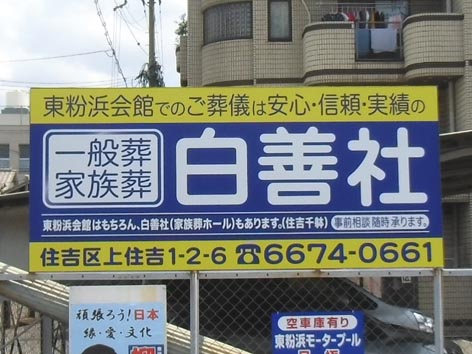 東粉浜会館でのご葬儀は安心・信頼・実績の
一般葬
家族葬
白善社
東粉浜会館はもちろん、白善社(家族葬ホール)もあります。(住吉千躰)
事前相談随時承ります。
住吉区上住吉1-2-6 ☎6674-0661
頑張ろう!日本
縁・愛・文化
空車庫有り
東粉浜モータープール